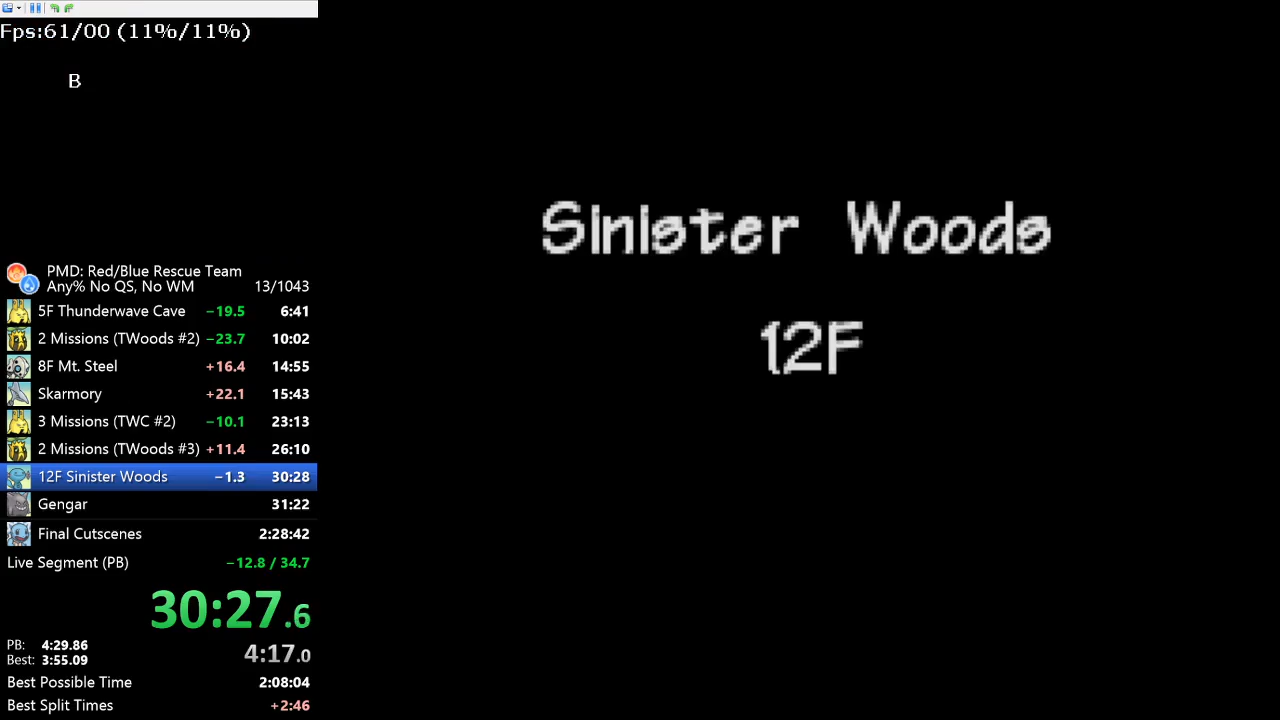 Fps:61/00 (11%/11%)
B
Sinister Woods
12F
PMD: Red/Blue Rescue Team
Any% No QS, No WM 13/1043
5F Thunderwave Cave −19.5 6:41
2 Missions (TWoods #2) −23.7 10:02
8F Mt. Steel +16.4 14:55
Skarmory +22.1 15:43
3 Missions (TWC #2) −10.1 23:13
2 Missions (TWoods #3) +11.4 26:10
12F Sinister Woods −1.3 30:28
Gengar 31:22
Final Cutscenes 2:28:42
Live Segment (PB) −12.8 / 34.7
30:27.6
PB: 4:29.86
Best: 3:55.09
4:17.0
Best Possible Time 2:08:04
Best Split Times +2:46